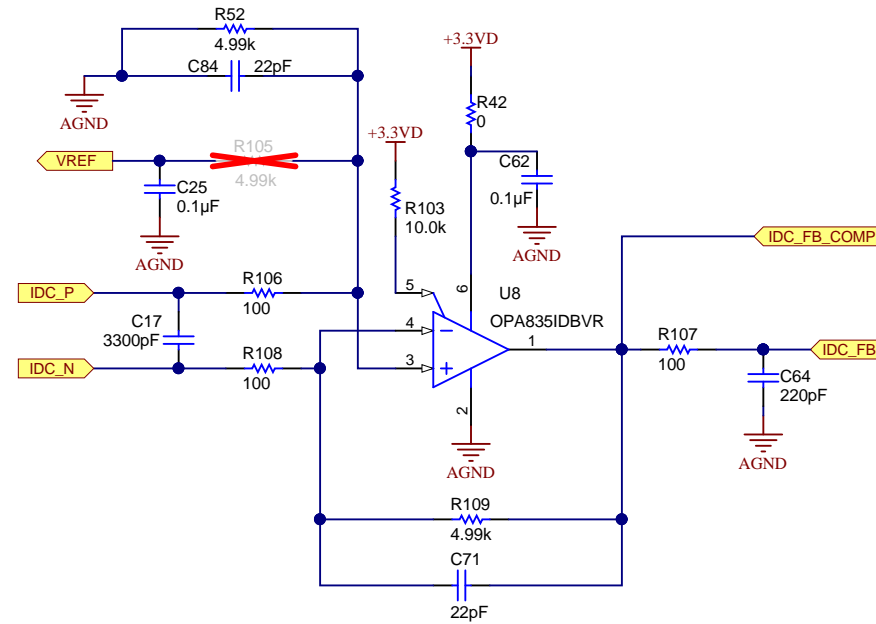 R52
4.99k
C84
22pF
AGND
+3.3VD
R42
0
C62
0.1µF
AGND
VREF
R105
4.99k
C25
0.1µF
AGND
+3.3VD
R103
10.0k
IDC_P
R106
100
C17
3300pF
IDC_N
R108
100
5
4
3
6
2
1
U8
OPA835IDBVR
AGND
IDC_FB_COMP
R107
100
IDC_FB
C64
220pF
AGND
R109
4.99k
C71
22pF